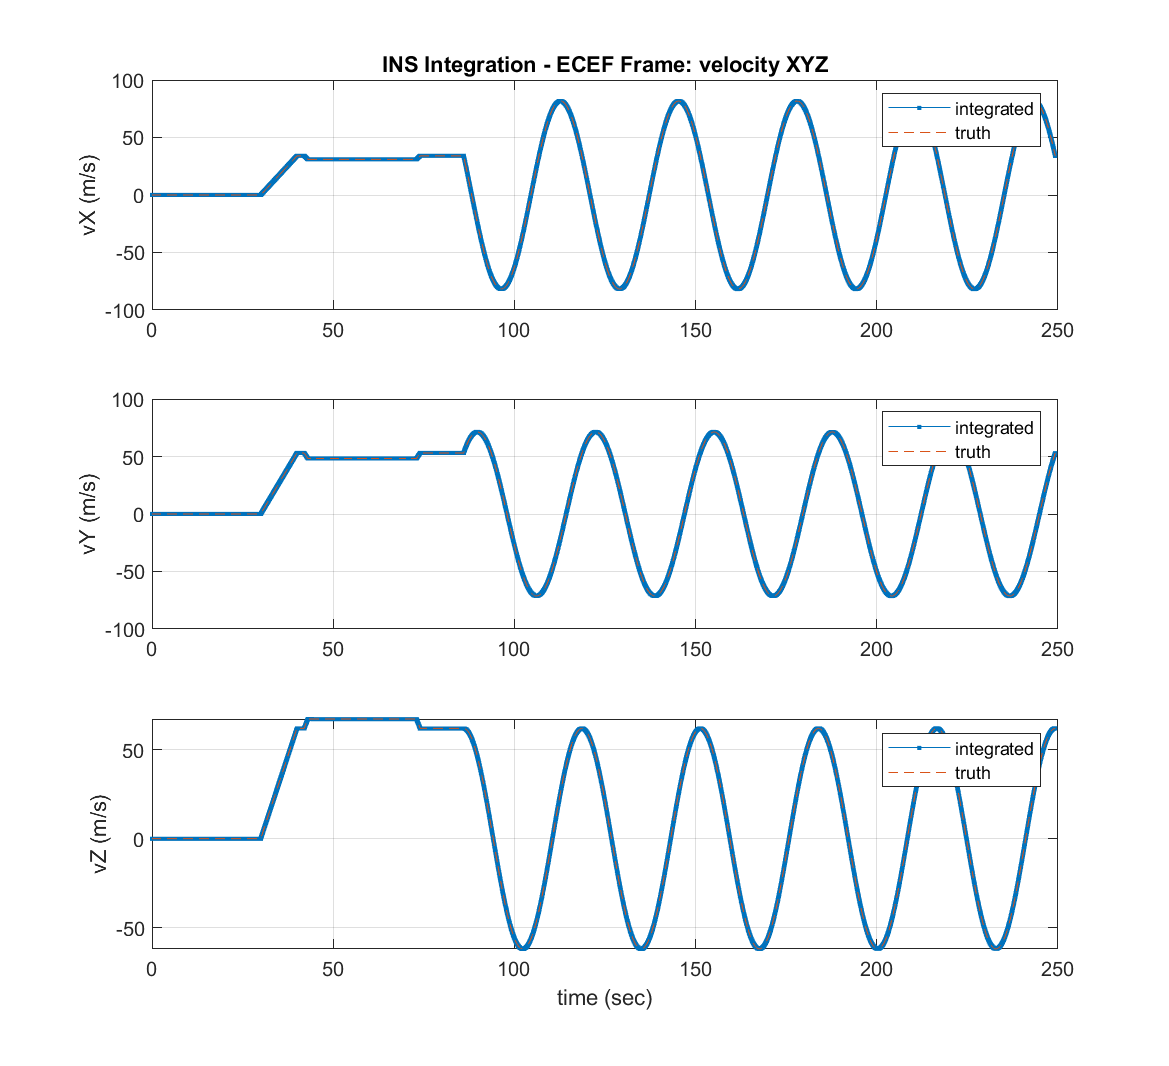 INS Integration - ECEF Frame: velocity XYZ
100
50
0
-50
-100
vX (m/s)
integrated
truth
0 50 100 150 200 250
100
50
0
-50
-100
vY (m/s)
integrated
truth
0 50 100 150 200 250
50
0
-50
vZ (m/s)
integrated
truth
0 50 100 150 200 250
time (sec)